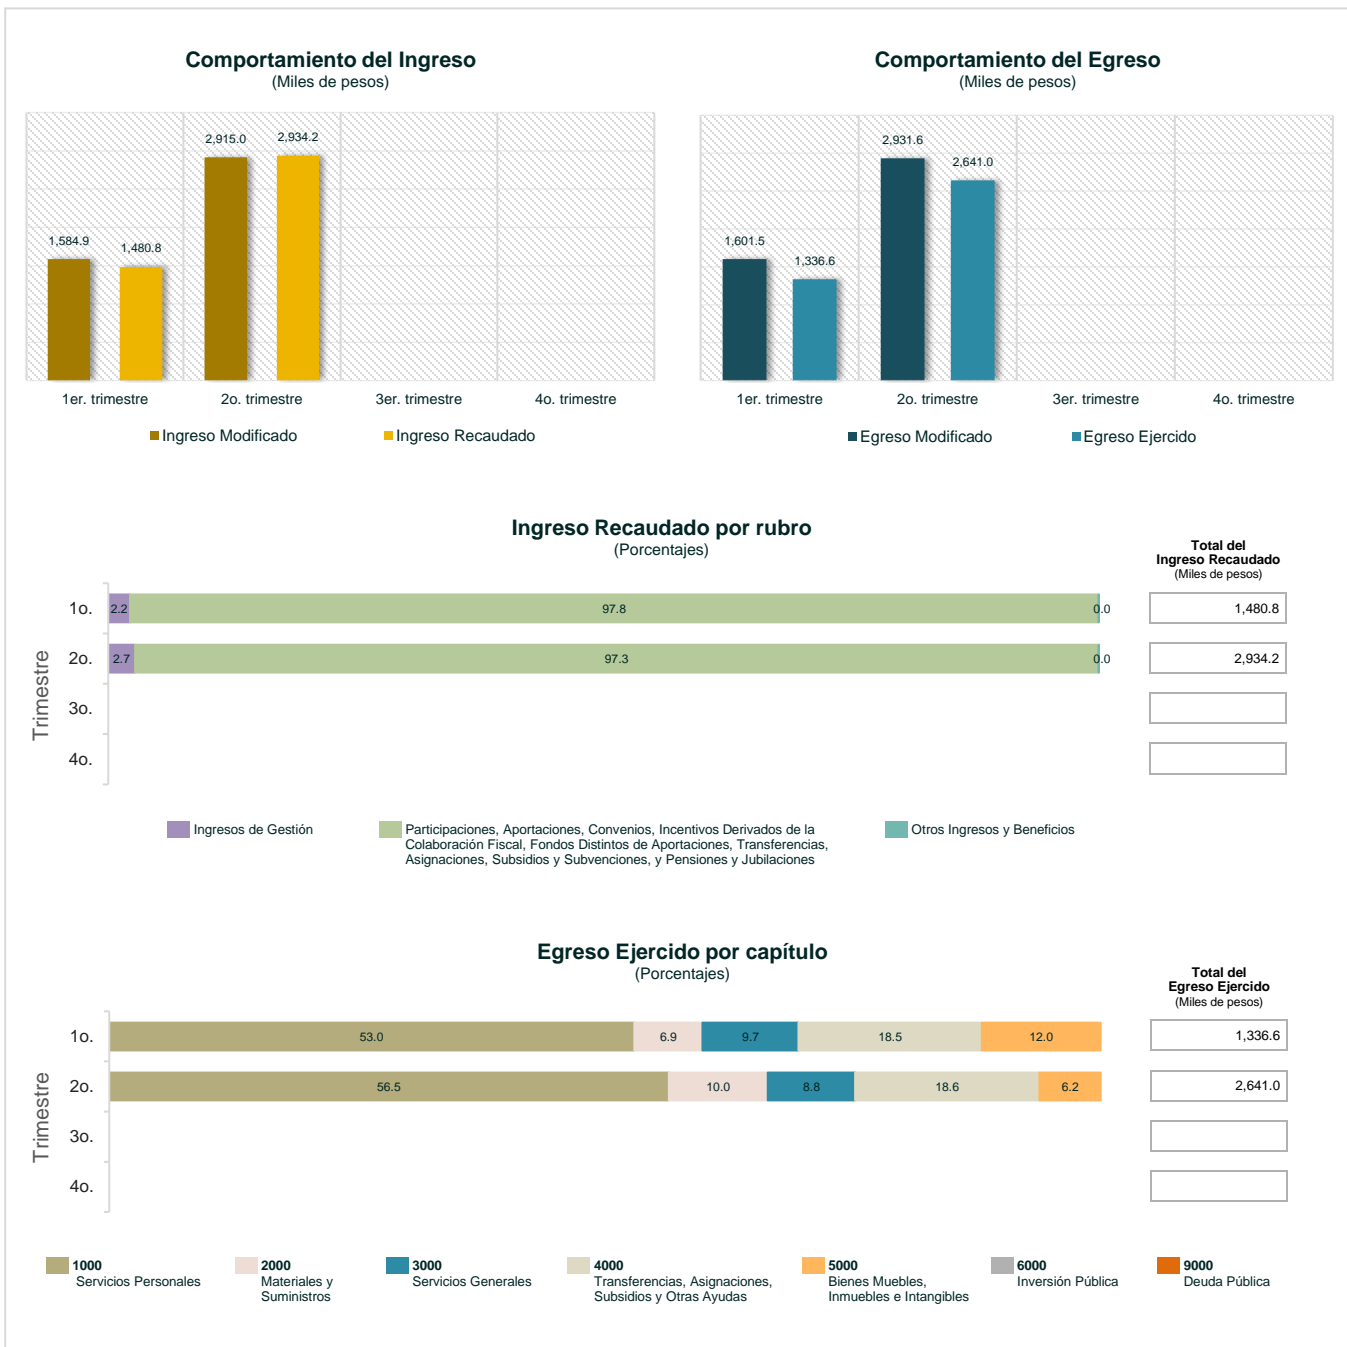 Comportamiento del Ingreso
(Miles de pesos)
1,584.9
1,480.8
2,915.0
2,934.2
1er. trimestre
2o. trimestre
3er. trimestre
4o. trimestre
Ingreso Modificado
Ingreso Recaudado
Comportamiento del Egreso
(Miles de pesos)
1,601.5
1,336.6
2,931.6
2,641.0
1er. trimestre
2o. trimestre
3er. trimestre
4o. trimestre
Egreso Modificado
Egreso Ejercido
Ingreso Recaudado por rubro
(Porcentajes)
Total del
Ingreso Recaudado
(Miles de pesos)
Trimestre
1o.
2.2
97.8
0.0
1,480.8
2o.
2.7
97.3
0.0
2,934.2
3o.
4o.
Ingresos de Gestión
Participaciones, Aportaciones, Convenios, Incentivos Derivados de la
Colaboración Fiscal, Fondos Distintos de Aportaciones, Transferencias,
Asignaciones, Subsidios y Subvenciones, y Pensiones y Jubilaciones
Otros Ingresos y Beneficios
Egreso Ejercido por capítulo
(Porcentajes)
Total del
Egreso Ejercido
(Miles de pesos)
Trimestre
1o.
53.0
6.9
9.7
18.5
12.0
1,336.6
2o.
56.5
10.0
8.8
18.6
6.2
2,641.0
3o.
4o.
1000
Servicios Personales
2000
Materiales y
Suministros
3000
Servicios Generales
4000
Transferencias, Asignaciones,
Subsidios y Otras Ayudas
5000
Bienes Muebles,
Inmuebles e Intangibles
6000
Inversión Pública
9000
Deuda Pública